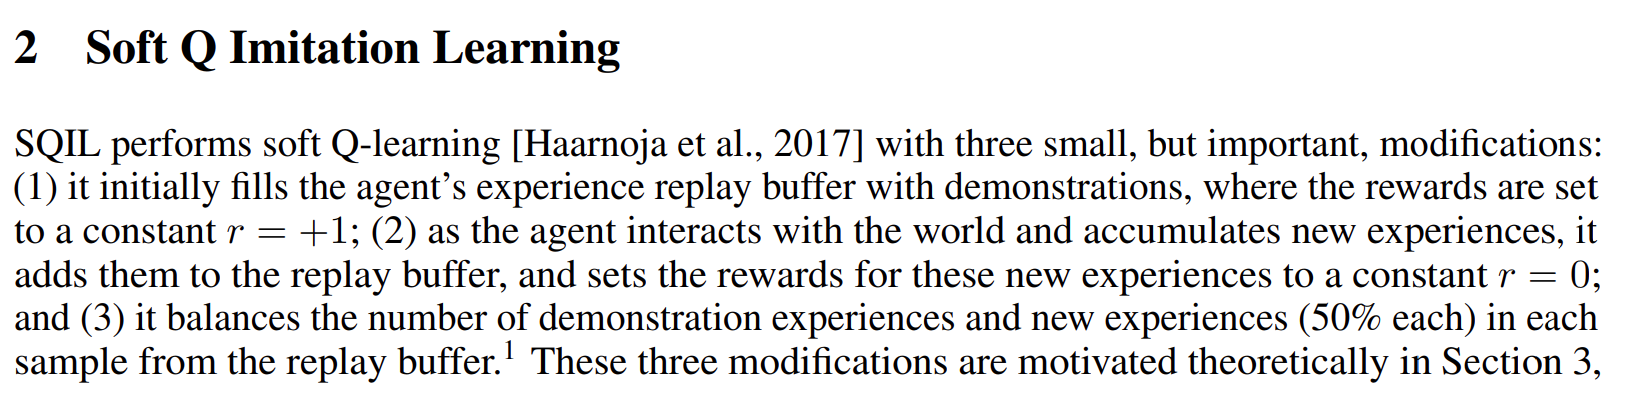 2 Soft Q Imitation Learning
SQIL performs soft Q-learning [Haarnoja et al., 2017] with three small, but important, modifications:
(1) it initially fills the agent's experience replay buffer with demonstrations, where the rewards are set
to a constant r = +1; (2) as the agent interacts with the world and accumulates new experiences, it
adds them to the replay buffer, and sets the rewards for these new experiences to a constant r = 0;
and (3) it balances the number of demonstration experiences and new experiences (50% each) in each
sample from the replay buffer.¹ These three modifications are motivated theoretically in Section 3,